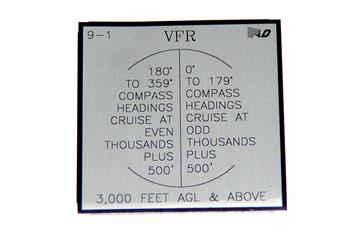 9-1 VFR AD
180°
TO 359°
COMPASS
HEADINGS
CRUISE AT
EVEN
THOUSANDS
PLUS
500'
0°
TO 179°
COMPASS
HEADINGS
CRUISE AT
ODD
THOUSANDS
PLUS
500'
3,000 FEET AGL & ABOVE